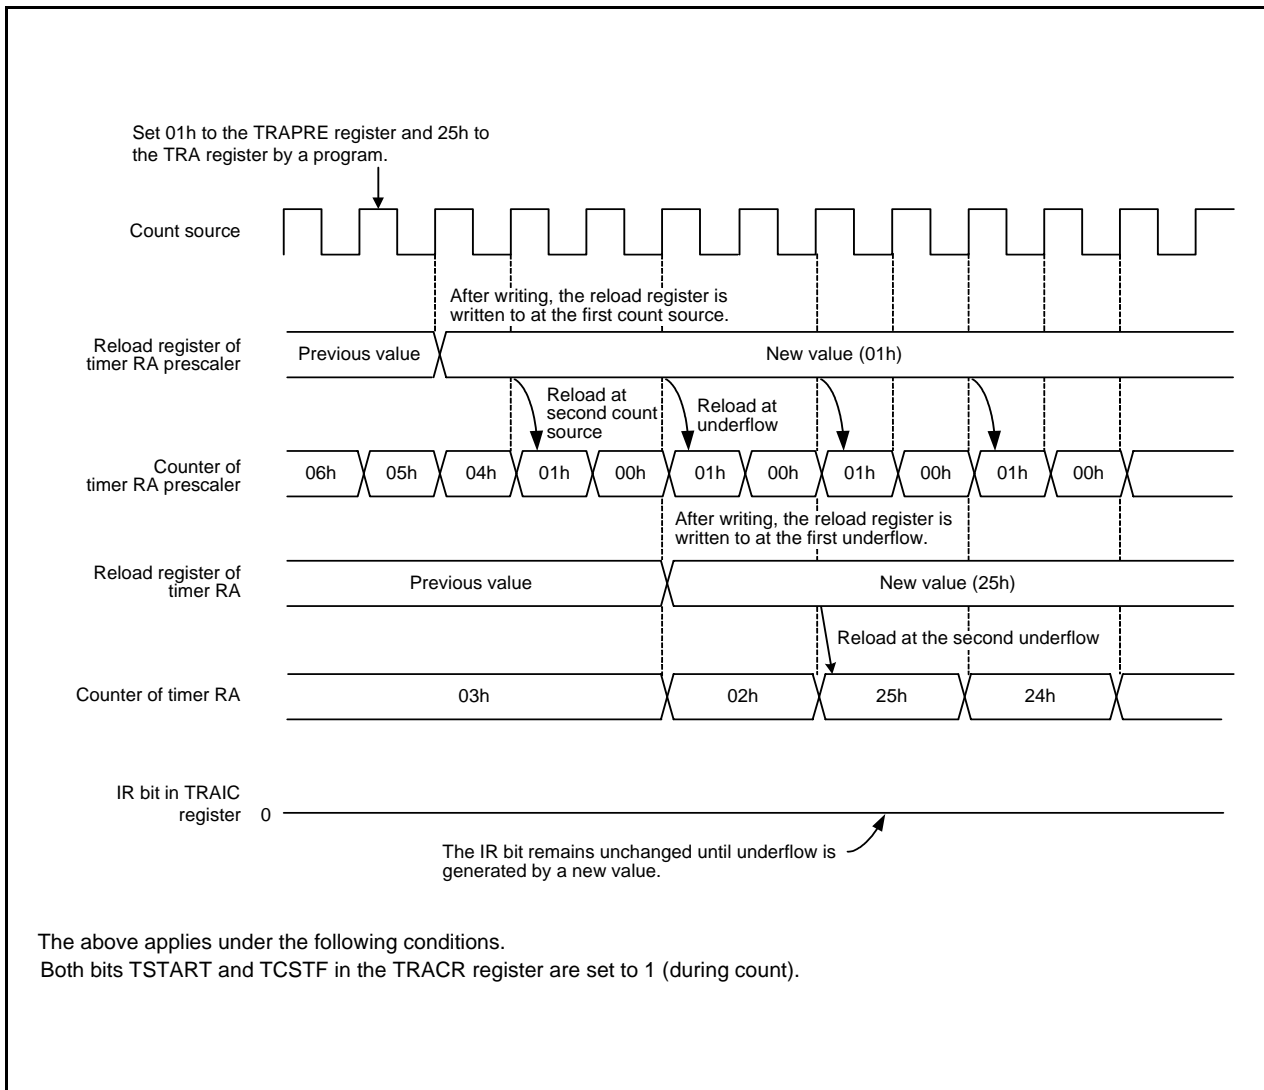 Set 01h to the TRAPRE register and 25h to
the TRA register by a program.
Count source
After writing, the reload register is
written to at the first count source.
Reload register of
timer RA prescaler
Previous value
New value (01h)
Reload at
second count
source
Reload at
underflow
Counter of
timer RA prescaler
06h 05h 04h 01h 00h 01h 00h 01h 00h 01h 00h
After writing, the reload register is
written to at the first underflow.
Reload register of
timer RA
Previous value
New value (25h)
Reload at the second underflow
Counter of timer RA
03h 02h 25h 24h
IR bit in TRAIC
register
0
The IR bit remains unchanged until underflow is
generated by a new value.
The above applies under the following conditions.
Both bits TSTART and TCSTF in the TRACR register are set to 1 (during count).